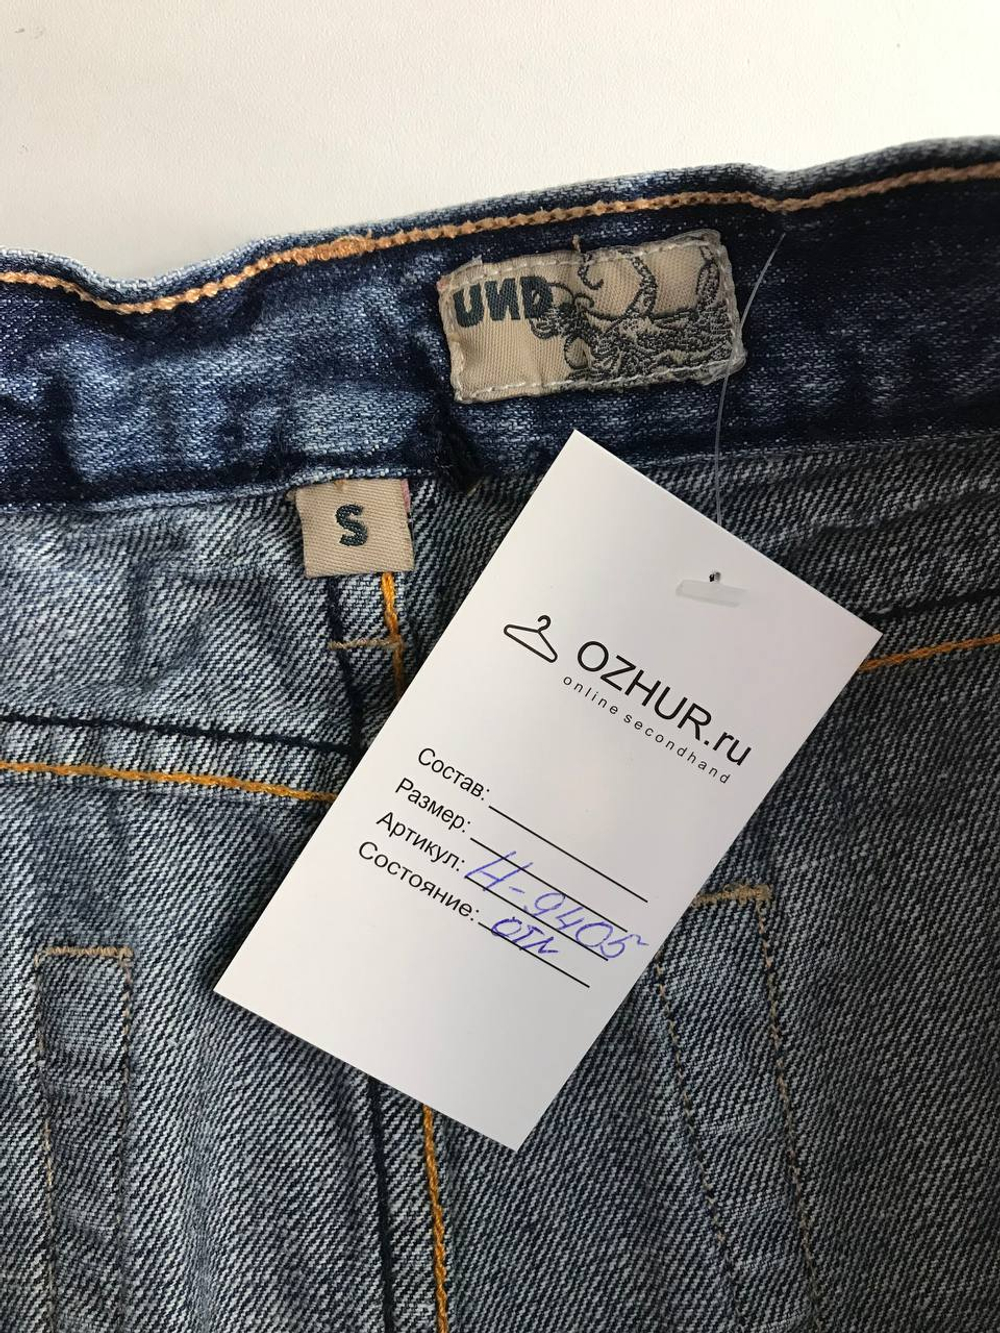 UND
S
OZHUR.ru
online secondhand
Состав:
Размер:
Артикул: Н-9405
Состояние: отл